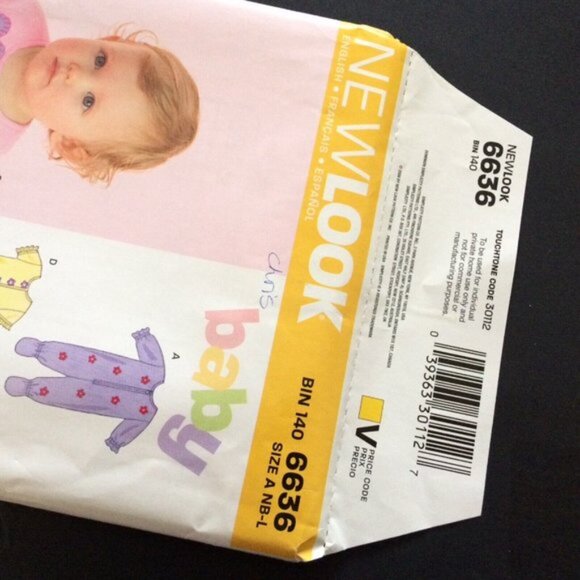 NEWLOOK
ENGLISH • FRANÇAIS • ESPAÑOL
chris
baby
D
A
BIN 140 6636
SIZE A NB-L
NEWLOOK
6636
BIN 140
TOUCHTONE CODE 30112
To be used for individual
private home use only and
not for commercial or
manufacturing purposes.
0 39363 30112 7
V PRICE CODE
PRIX
PRECIO